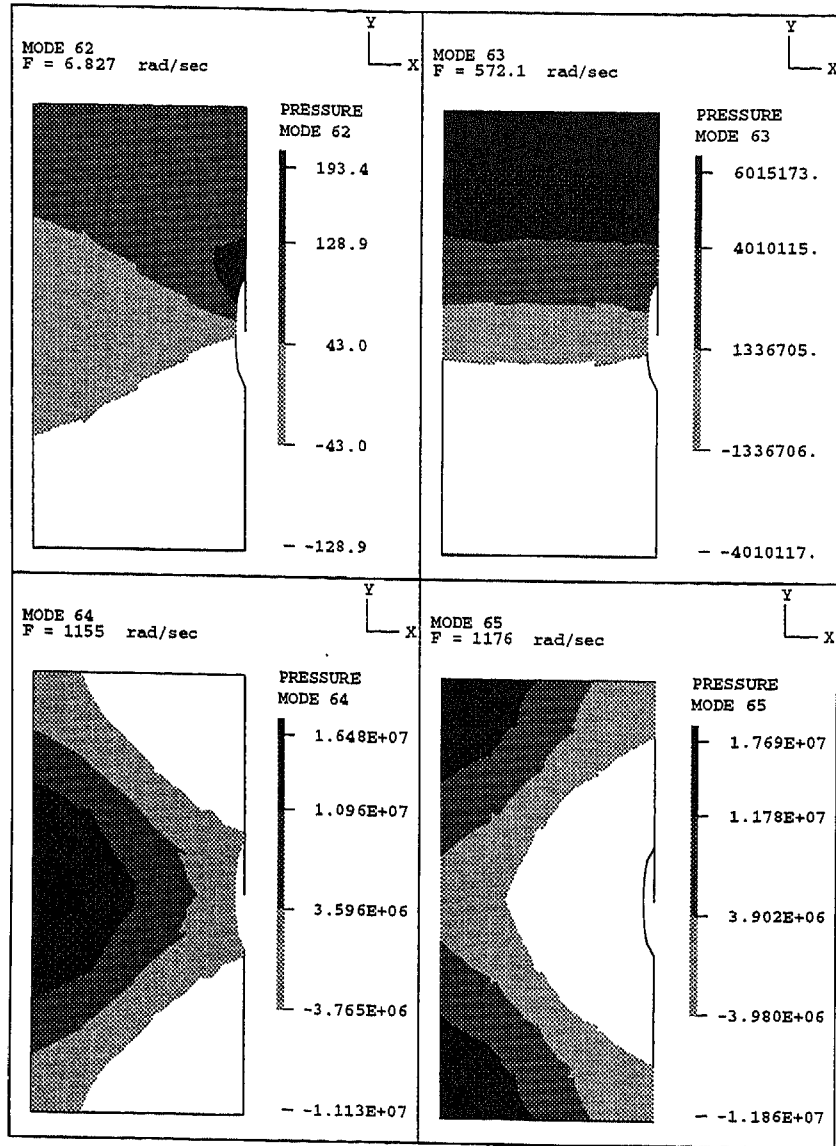 Y
X
MODE 62
F = 6.827 rad/sec
PRESSURE
MODE 62
193.4
128.9
43.0
-43.0
-128.9
Y
X
MODE 63
F = 572.1 rad/sec
PRESSURE
MODE 63
6015173.
4010115.
1336705.
-1336706.
-4010117.
Y
X
MODE 64
F = 1155 rad/sec
PRESSURE
MODE 64
1.648E+07
1.096E+07
3.596E+06
-3.765E+06
-1.113E+07
Y
X
MODE 65
F = 1176 rad/sec
PRESSURE
MODE 65
1.769E+07
1.178E+07
3.902E+06
-3.980E+06
-1.186E+07